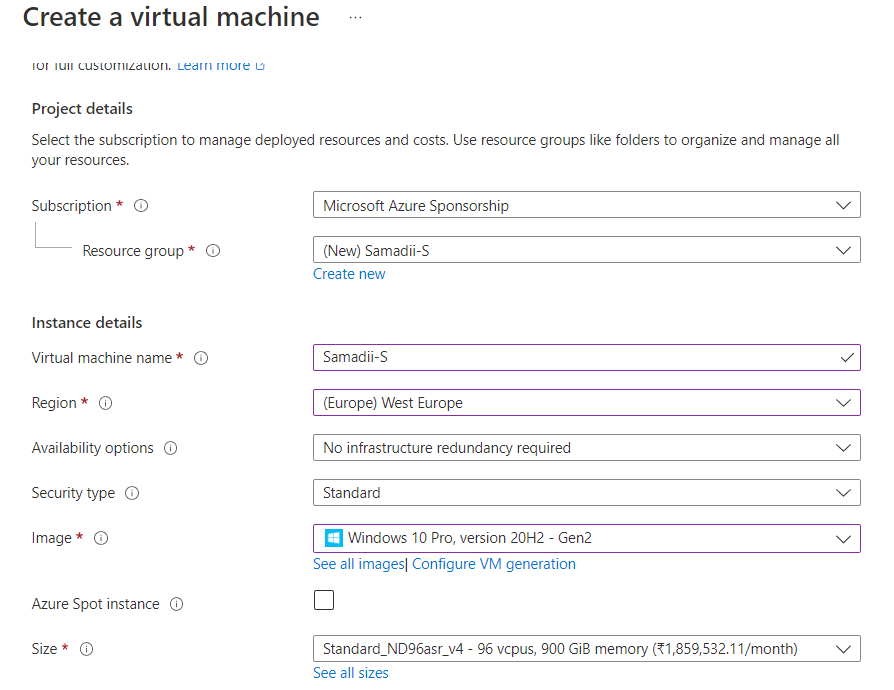 Create a virtual machine ...
for full customization. Learn more
Project details
Select the subscription to manage deployed resources and costs. Use resource groups like folders to organize and manage all
your resources.
Subscription *
Microsoft Azure Sponsorship
Resource group *
(New) Samadii-S
Create new
Instance details
Virtual machine name *
Samadii-S
Region *
(Europe) West Europe
Availability options
No infrastructure redundancy required
Security type
Standard
Image *
Windows 10 Pro, version 20H2 - Gen2
See all images| Configure VM generation
Azure Spot instance
Size *
Standard_ND96asr_v4 - 96 vcpus, 900 GiB memory (₹1,859,532.11/month)
See all sizes